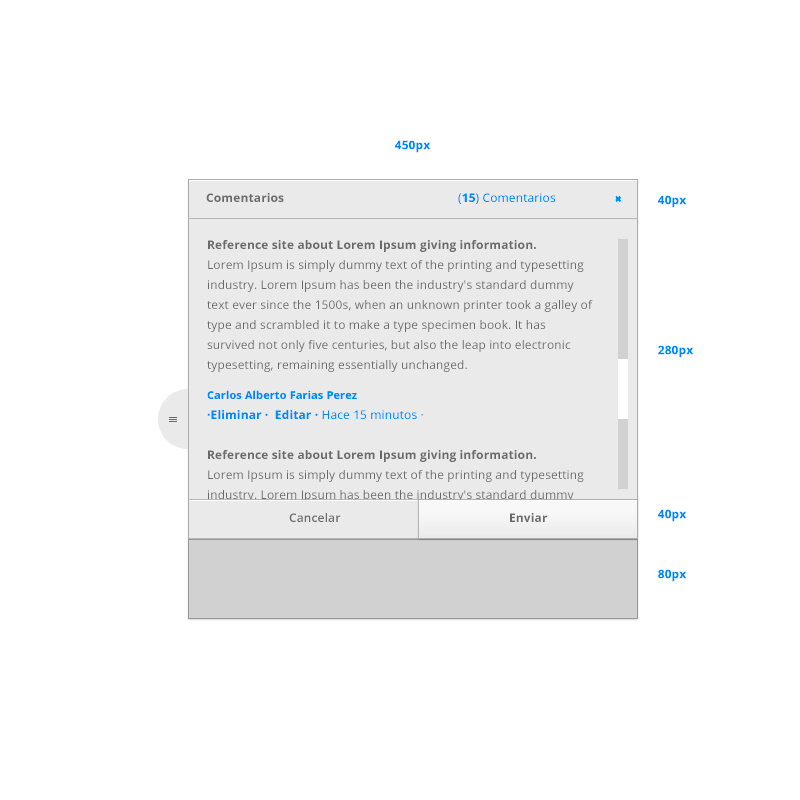 450px
Comentarios (15) Comentarios
40px
Reference site about Lorem Ipsum giving information.
Lorem Ipsum is simply dummy text of the printing and typesetting
industry. Lorem Ipsum has been the industry's standard dummy
text ever since the 1500s, when an unknown printer took a galley of
type and scrambled it to make a type specimen book. It has
survived not only five centuries, but also the leap into electronic
280px
typesetting, remaining essentially unchanged.
Carlos Alberto Farias Perez
·Eliminar · Editar · Hace 15 minutos ·
Reference site about Lorem Ipsum giving information.
Lorem Ipsum is simply dummy text of the printing and typesetting
industry. Lorem Ipsum has been the industry's standard dummy
Cancelar Enviar
40px
80px